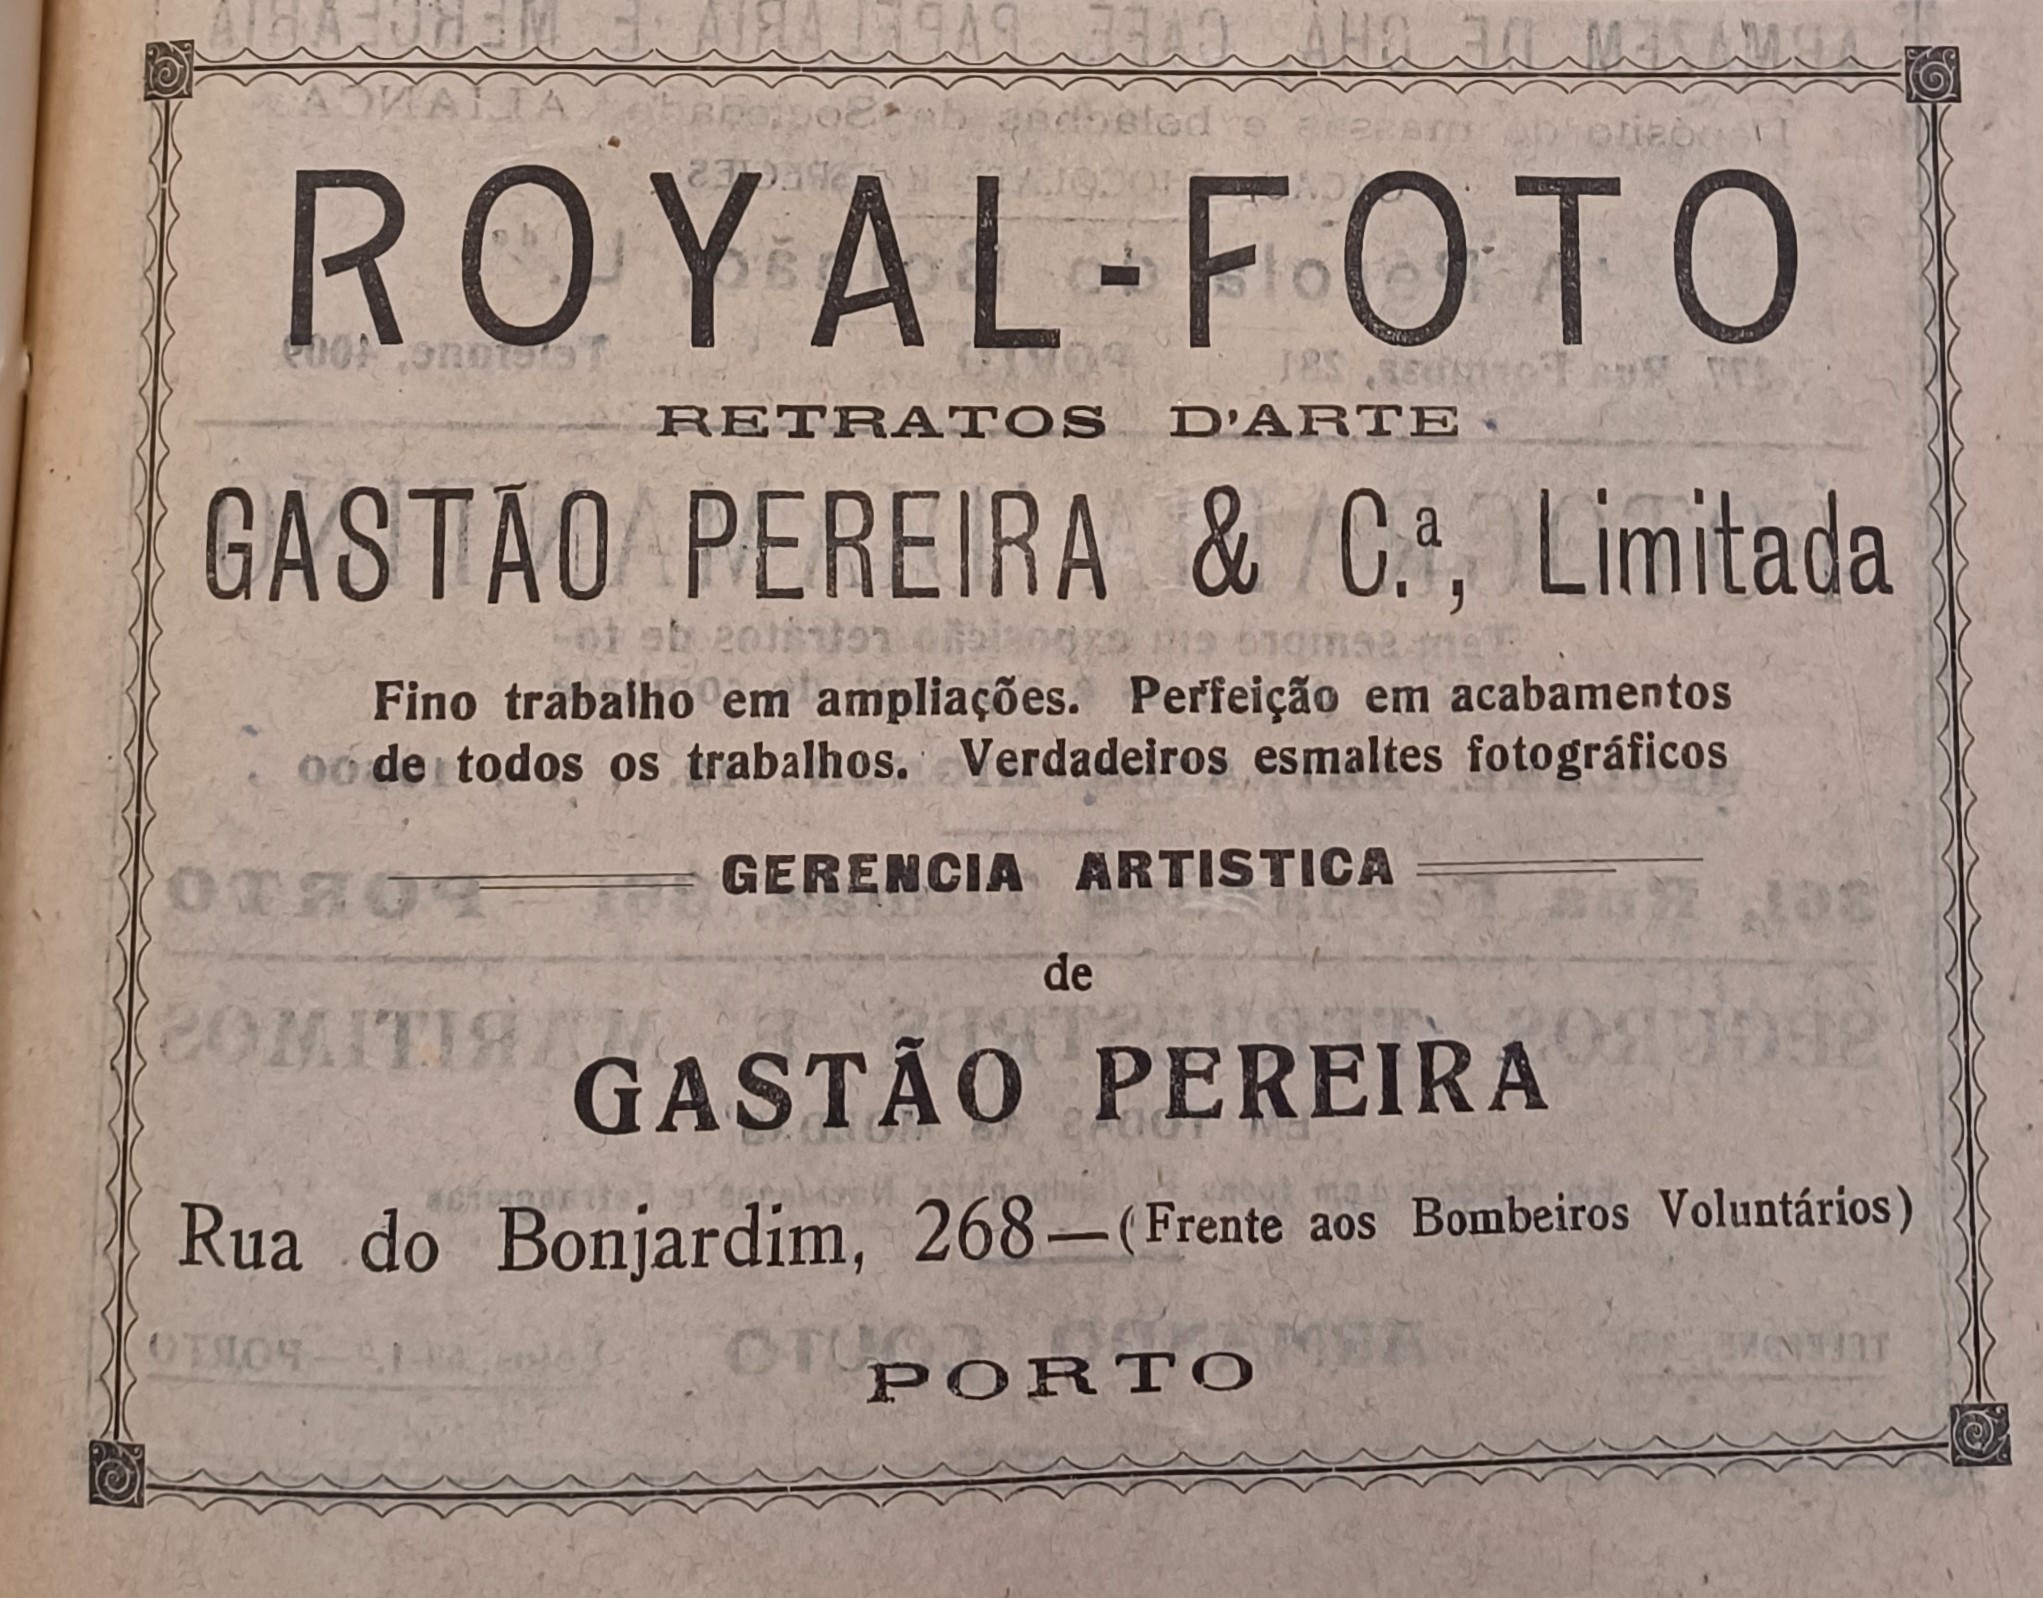 ROYAL-FOTO
RETRATOS D'ARTE
GASTÃO PEREIRA & C.ª, Limitada
Fino trabalho em ampliações. Perfeição em acabamentos
de todos os trabalhos. Verdadeiros esmaltes fotográficos
GERENCIA ARTISTICA
de
GASTÃO PEREIRA
Rua do Bonjardim, 268—(Frente aos Bombeiros Voluntários)
PORTO